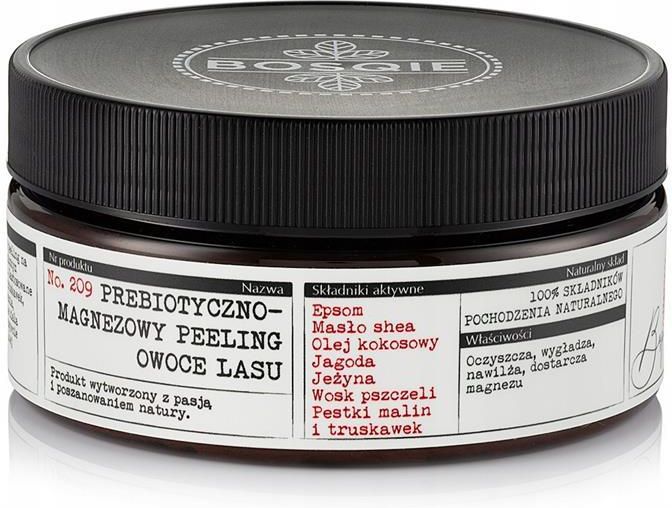 BOSQIE
Nr produktu
No. 209
Nazwa
PREBIOTYCZNO-
MAGNEZOWY PEELING
OWOCE LASU
Produkt wytworzony z pasją
i poszanowaniem natury.
Składniki aktywne
Epsom
Masło shea
Olej kokosowy
Jagoda
Jeżyna
Wosk pszczeli
Pestki malin
i truskawek
Naturalny skład
100% SKŁADNIKÓW
POCHODZENIA NATURALNEGO
Właściwości
Oczyszcza, wygładza,
nawilża, dostarcza
magnezu